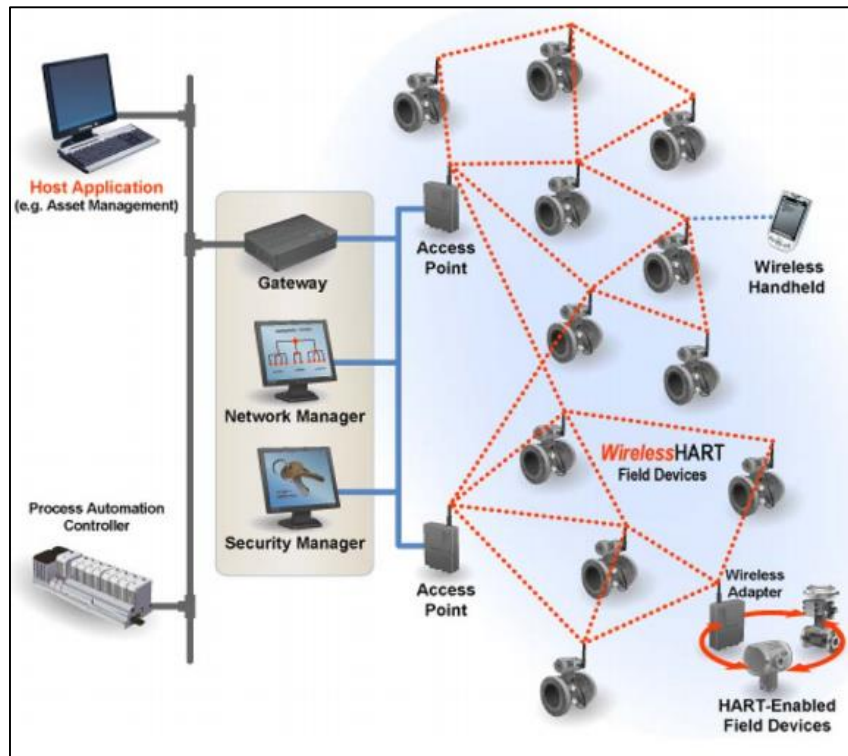 Host Application
(e.g. Asset Management)
Gateway
Access
Point
Wireless
Handheld
Network Manager
WirelessHART
Field Devices
Process Automation
Controller
Security Manager
Access
Point
Wireless
Adapter
HART-Enabled
Field Devices